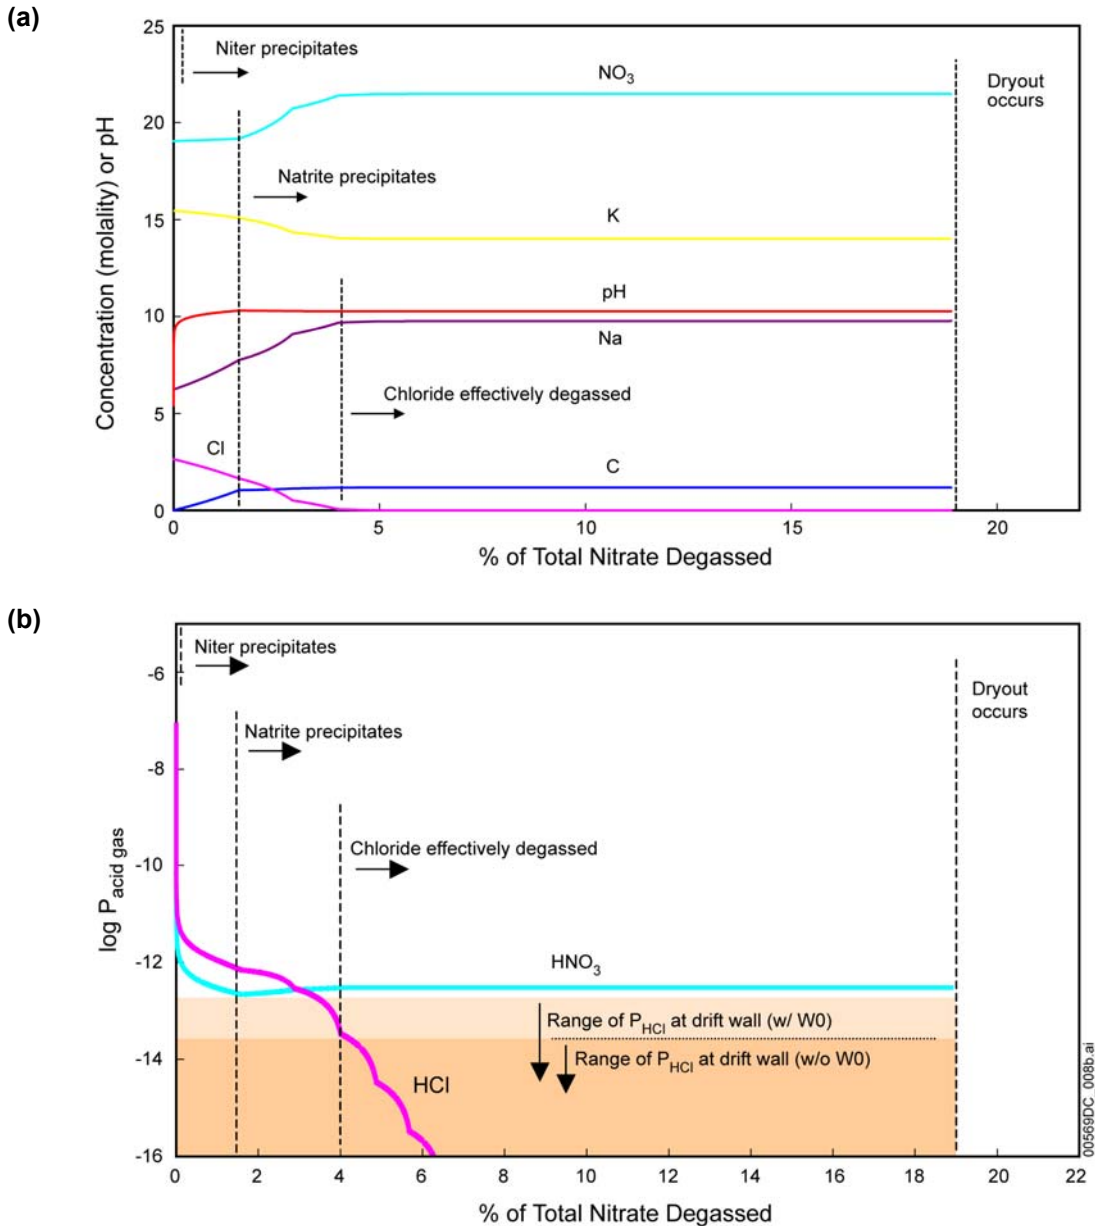 (a)
25
20
15
10
5
0
Concentration (molality) or pH
Niter precipitates
NO3
Dryout
occurs
Natrite precipitates
K
pH
Na
Chloride effectively degassed
Cl
C
0 5 10 15 20
% of Total Nitrate Degassed
(b)
-6
-8
-10
-12
-14
-16
log Pacid gas
Niter precipitates
Dryout
occurs
Natrite precipitates
Chloride effectively degassed
HNO3
Range of PHCl at drift wall (w/ W0)
Range of PHCl at drift wall (w/o W0)
HCl
0 2 4 6 8 10 12 14 16 18 20 22
% of Total Nitrate Degassed
00569DC_008b.ai